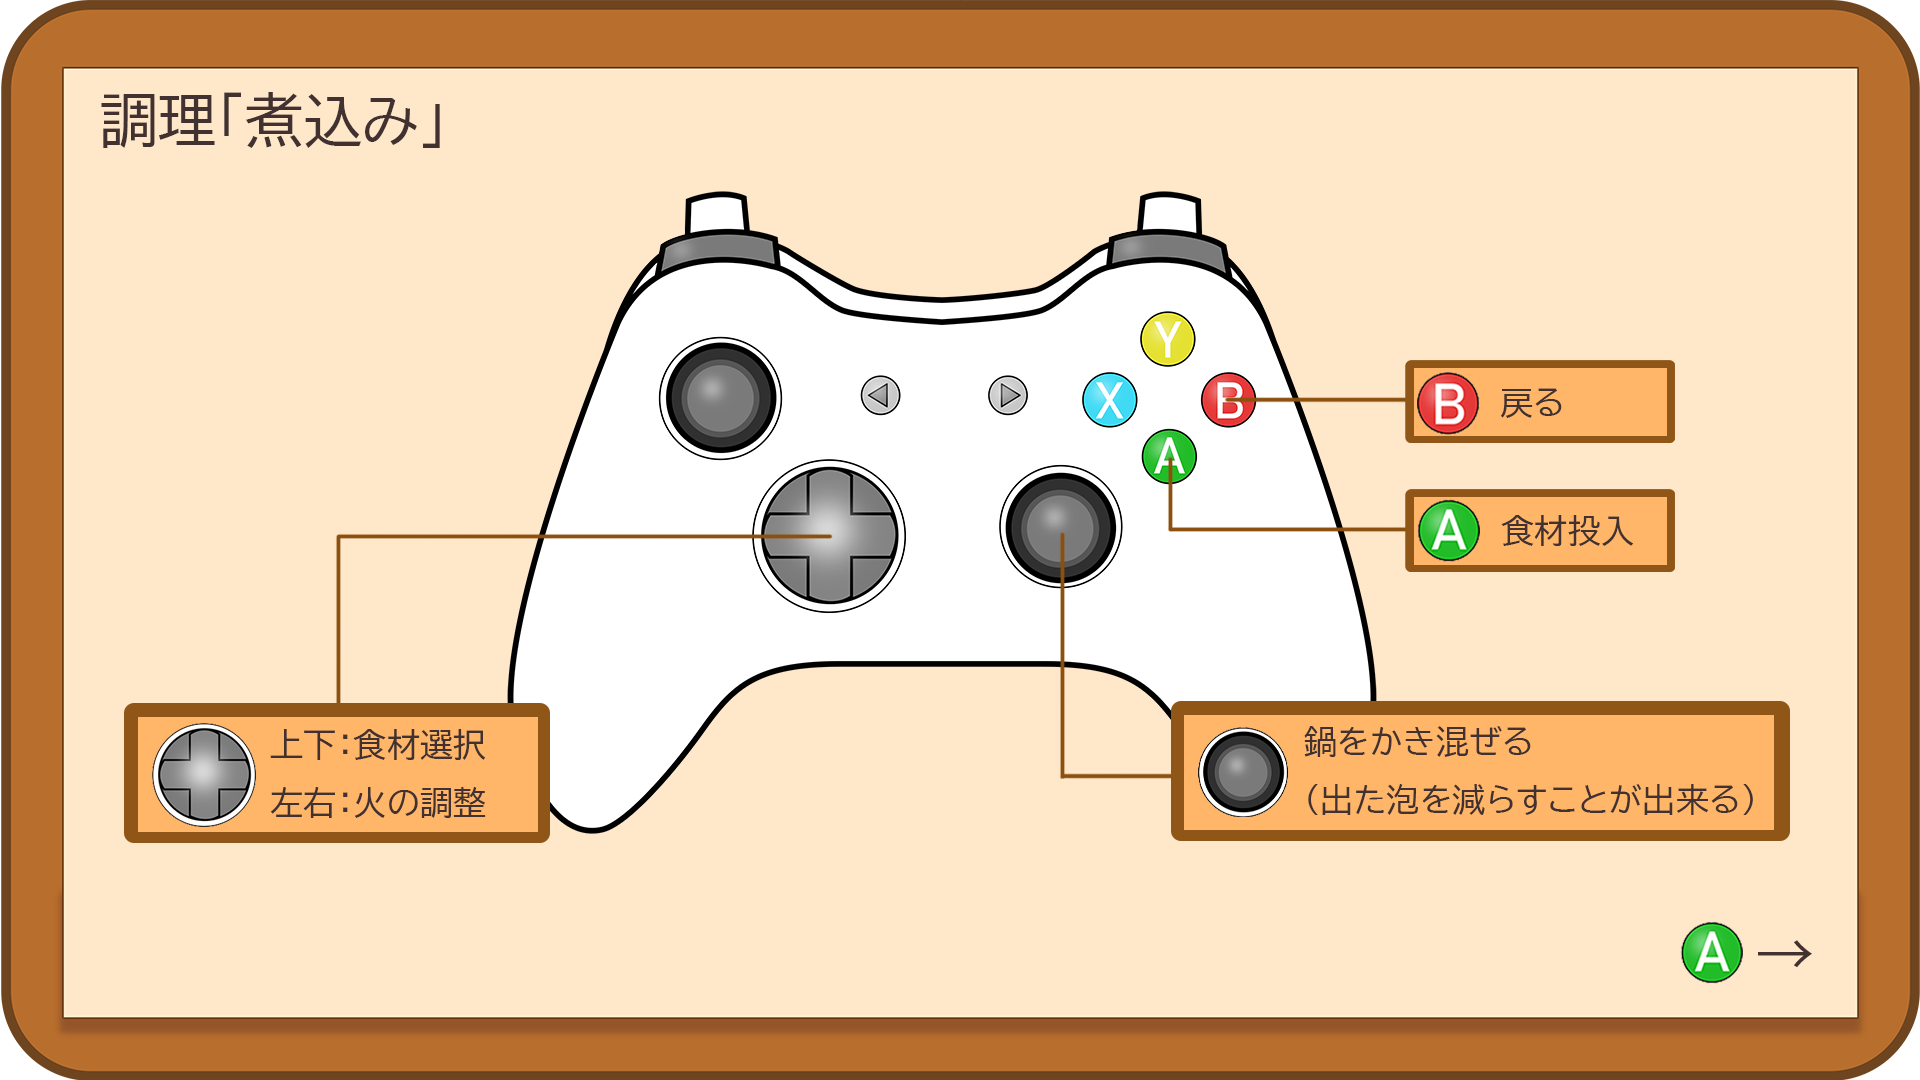 調理「煮込み」
Y
X
B
A
B 戻る
A 食材投入
上下：食材選択
左右：火の調整
鍋をかき混ぜる
（出た泡を減らすことが出来る）
A →